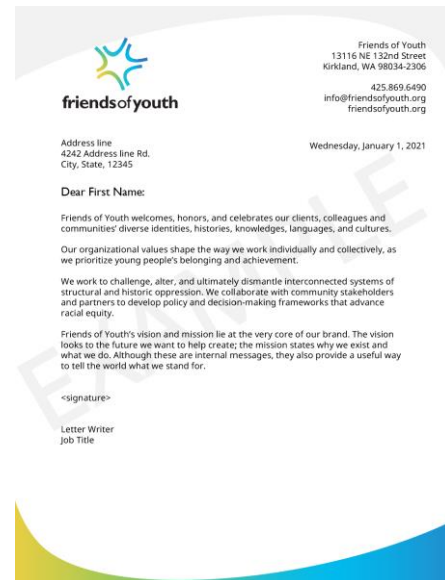 friendsofyouth
Friends of Youth
13116 NE 132nd Street
Kirkland, WA 98034-2306
425.869.6490
info@friendsofyouth.org
friendsofyouth.org
Address line
4242 Address line Rd.
City, State, 12345
Wednesday, January 1, 2021
Dear First Name:
Friends of Youth welcomes, honors, and celebrates our clients, colleagues and
communities’ diverse identities, histories, knowledges, languages, and cultures.
Our organizational values shape the way we work individually and collectively, as
we prioritize young people’s belonging and achievement.
We work to challenge, alter, and ultimately dismantle interconnected systems of
structural and historic oppression. We collaborate with community stakeholders
and partners to develop policy and decision-making frameworks that advance
racial equity.
Friends of Youth’s vision and mission lie at the very core of our brand. The vision
looks to the future we want to help create; the mission states why we exist and
what we do. Although these are internal messages, they also provide a useful way
to tell the world what we stand for.
<signature>
Letter Writer
Job Title
EXAMPLE